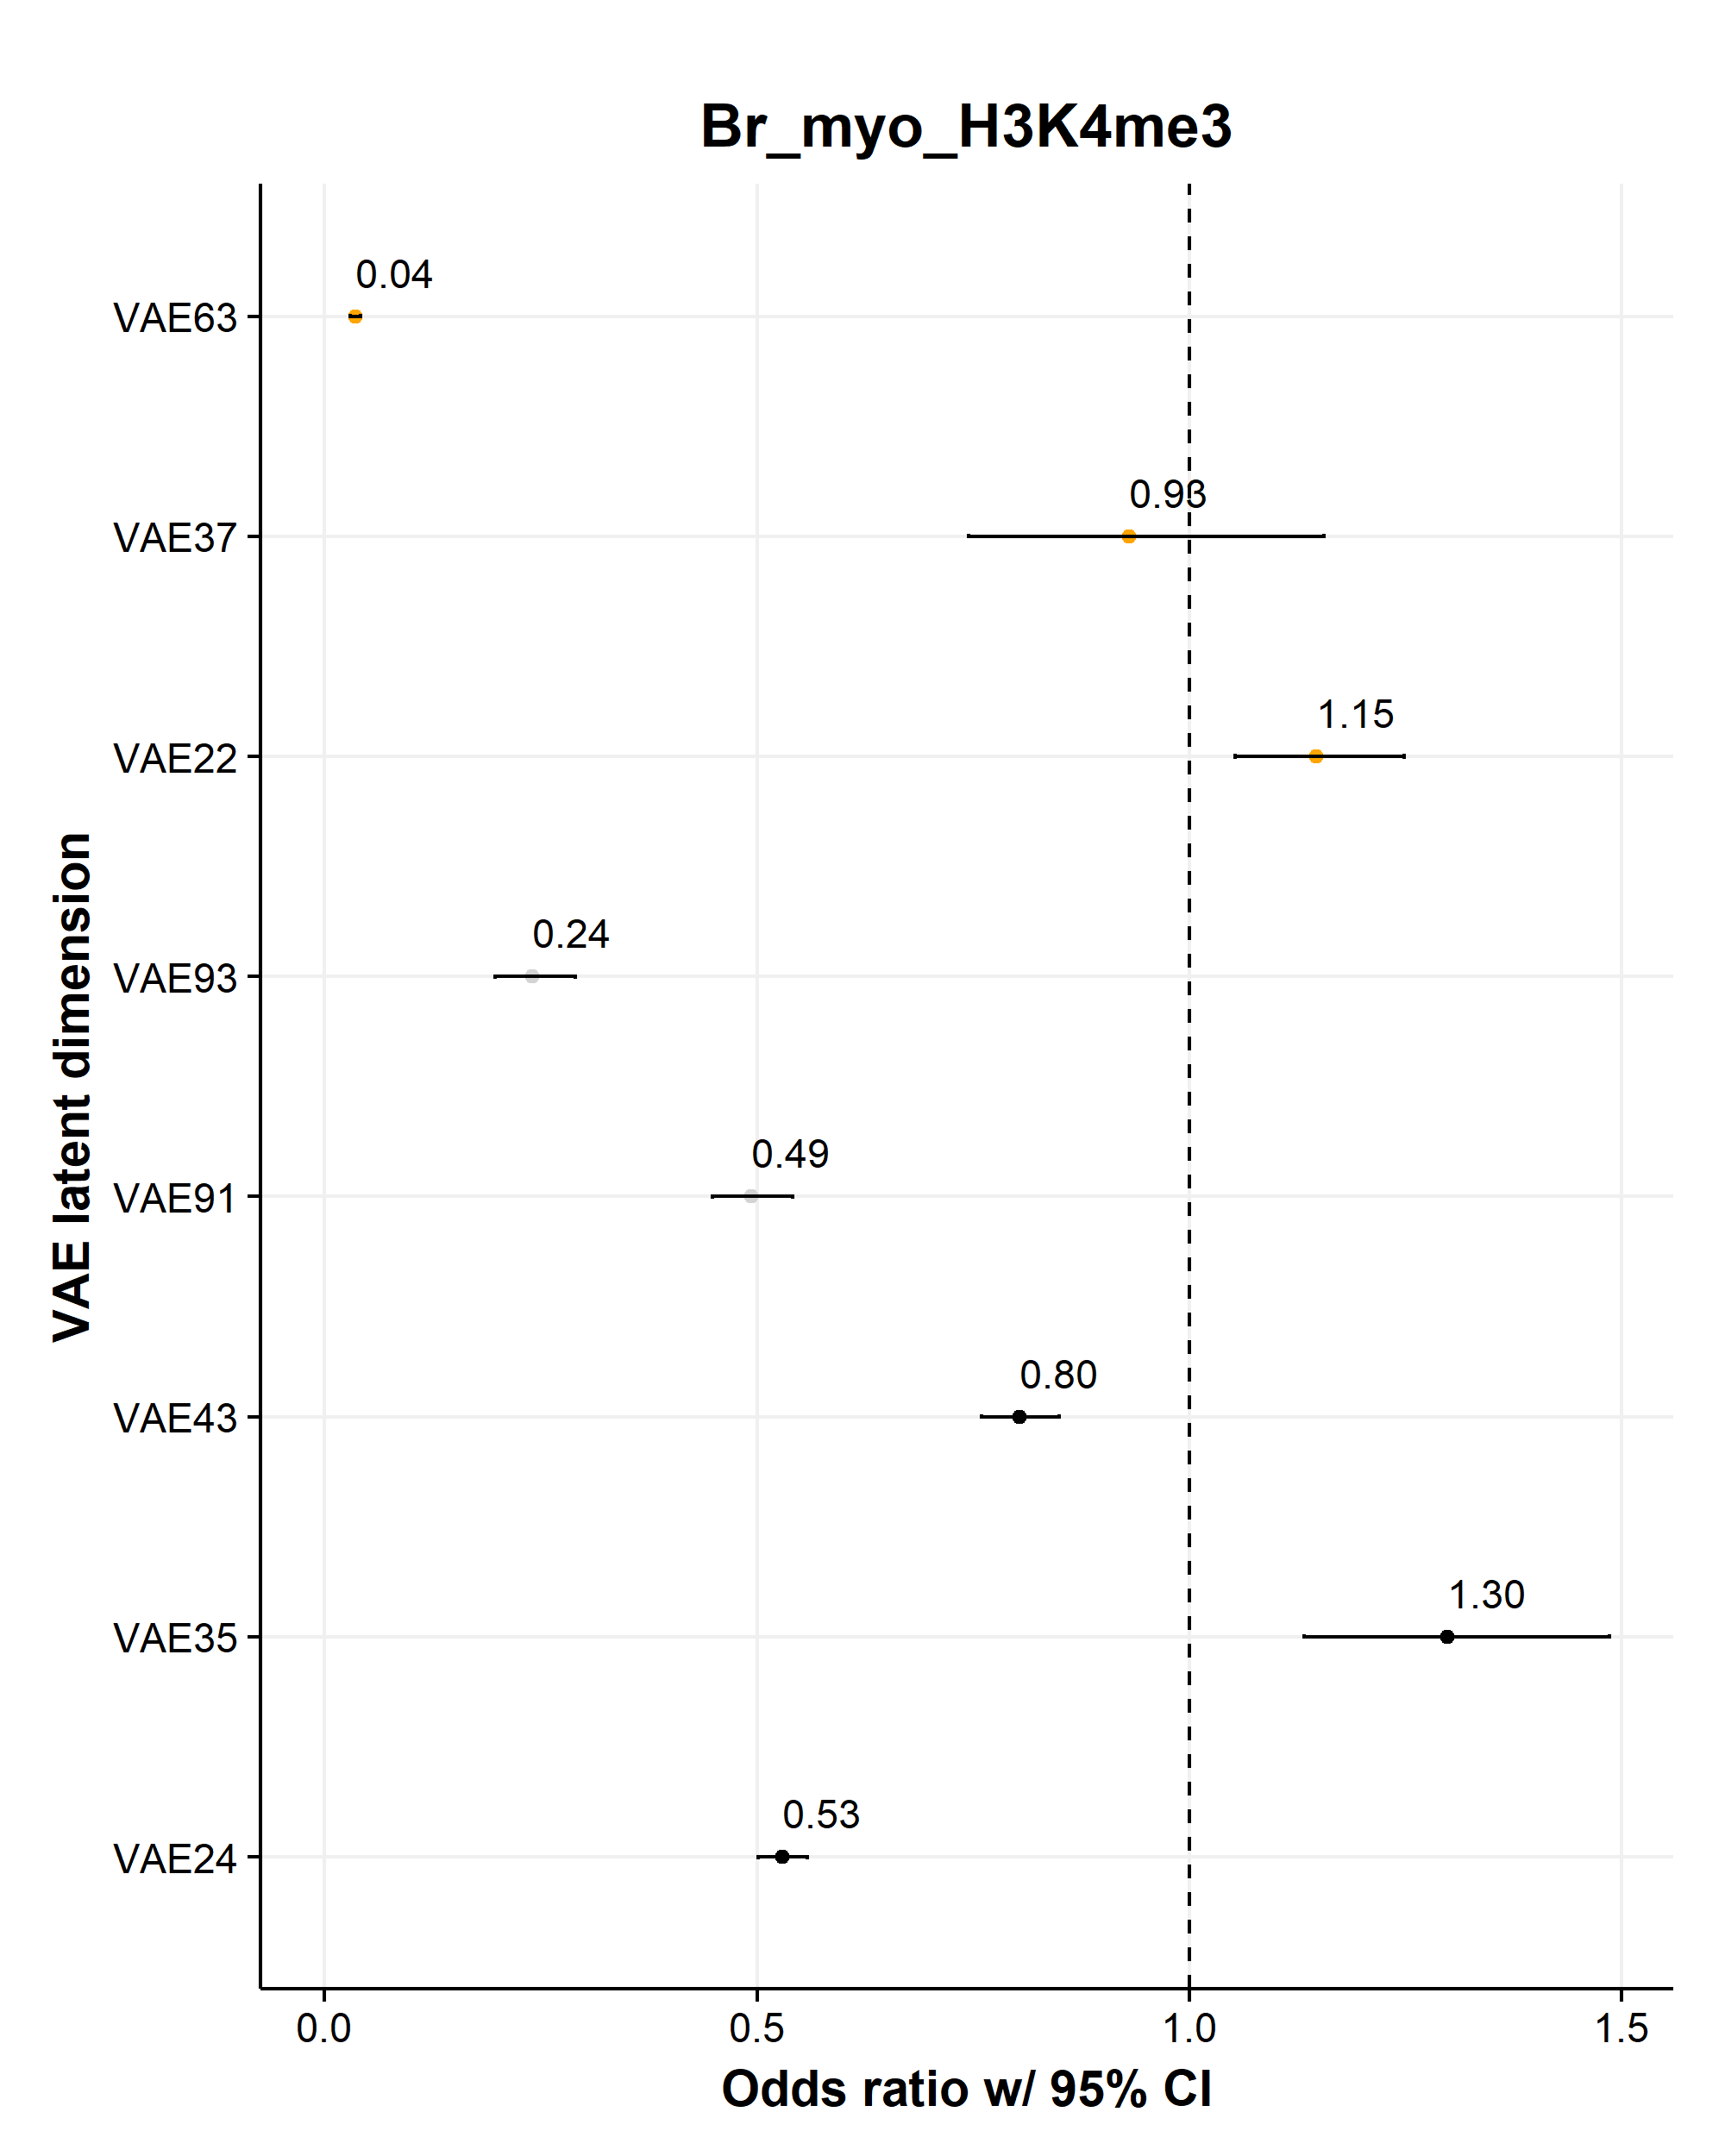 Br_myo_H3K4me3
0.04
VAE63
0.93
VAE37
1.15
VAE22
0.24
VAE93
0.49
VAE91
0.80
VAE43
1.30
VAE35
0.53
VAE24
VAE latent dimension
0.0 0.5 1.0 1.5
Odds ratio w/ 95% CI